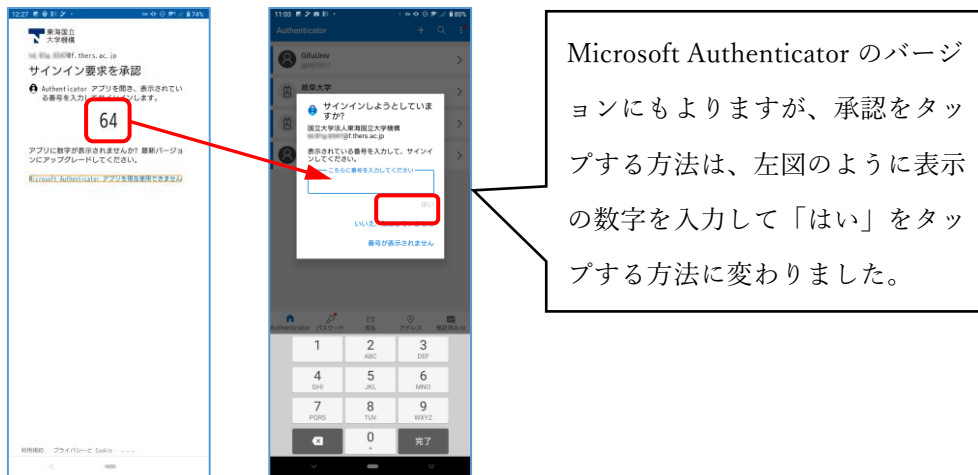 12:27
74%
東海国立
大学機構
f.thers.ac.jp
サインイン要求を承認
Authenticator アプリを開き、表示されてい
る番号を入力してサインインします。
64
アプリに数字が表示されませんか? 最新バージョ
ンにアップグレードしてください。
Microsoft Authenticator アプリを現在使用できません
利用規約 プライバシーと Cookie ...
11:03
80%
Authenticator
GifuUniv
岐阜大学
サインインしようとしていま
すか?
国立大学法人東海国立大学機構
@f.thers.ac.jp
表示されている番号を入力して、サインイ
ンしてください。
こちらに番号を入力してください
はい
いいえ
番号が表示されません
Authenticator パスワード 支払 アドレス 検証済み ID
1
2 ABC
3 DEF
4 GHI
5 JKL
6 MNO
7 PQRS
8 TUV
9 WXYZ
0 +
完了
Microsoft Authenticator のバージ
ョンにもよりますが、承認をタッ
プする方法は、左図のように表示
の数字を入力して「はい」をタッ
プする方法に変わりました。